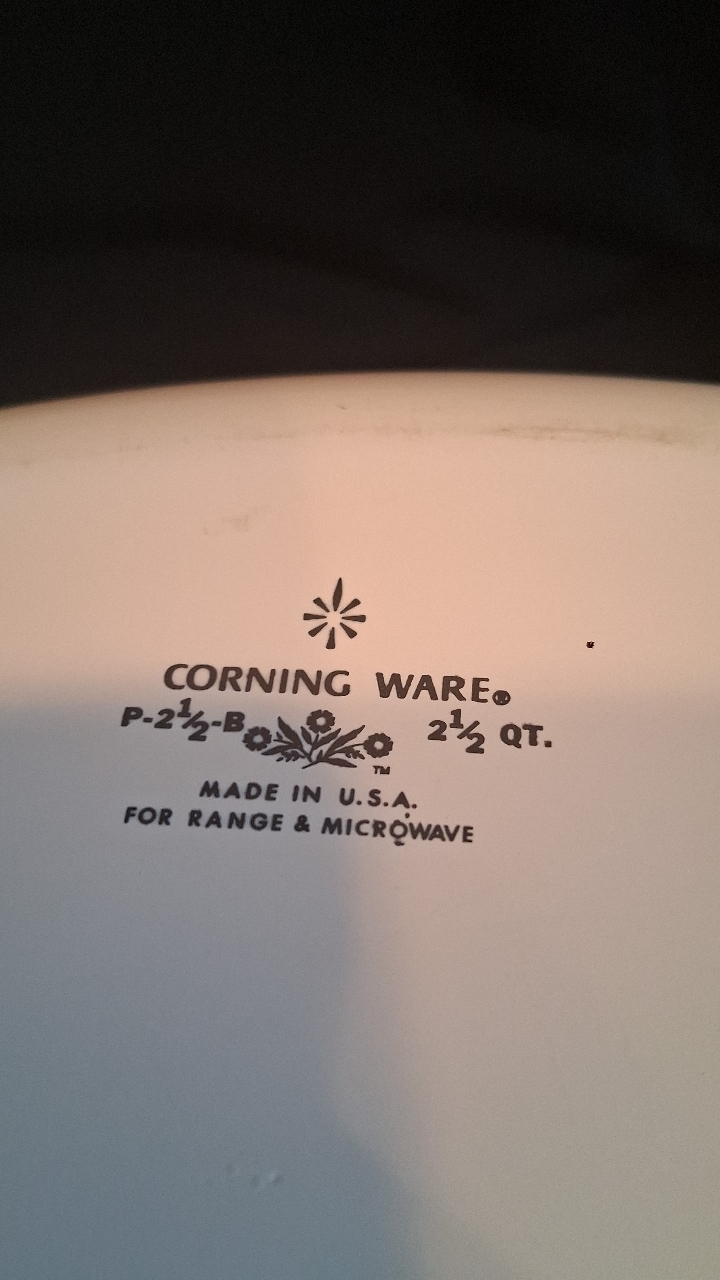 CORNING WARE®
P-2½-B 2½ QT.
TM
MADE IN U.S.A.
FOR RANGE & MICROWAVE